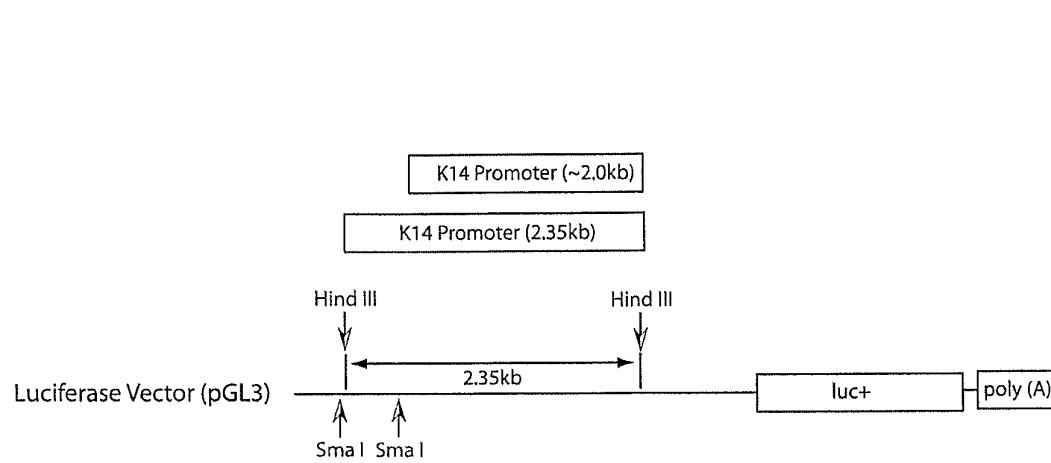 K14 Promoter (~2.0kb)
K14 Promoter (2.35kb)
Hind III
Hind III
2.35kb
Luciferase Vector (pGL3)
luc+
poly (A)
Sma I
Sma I